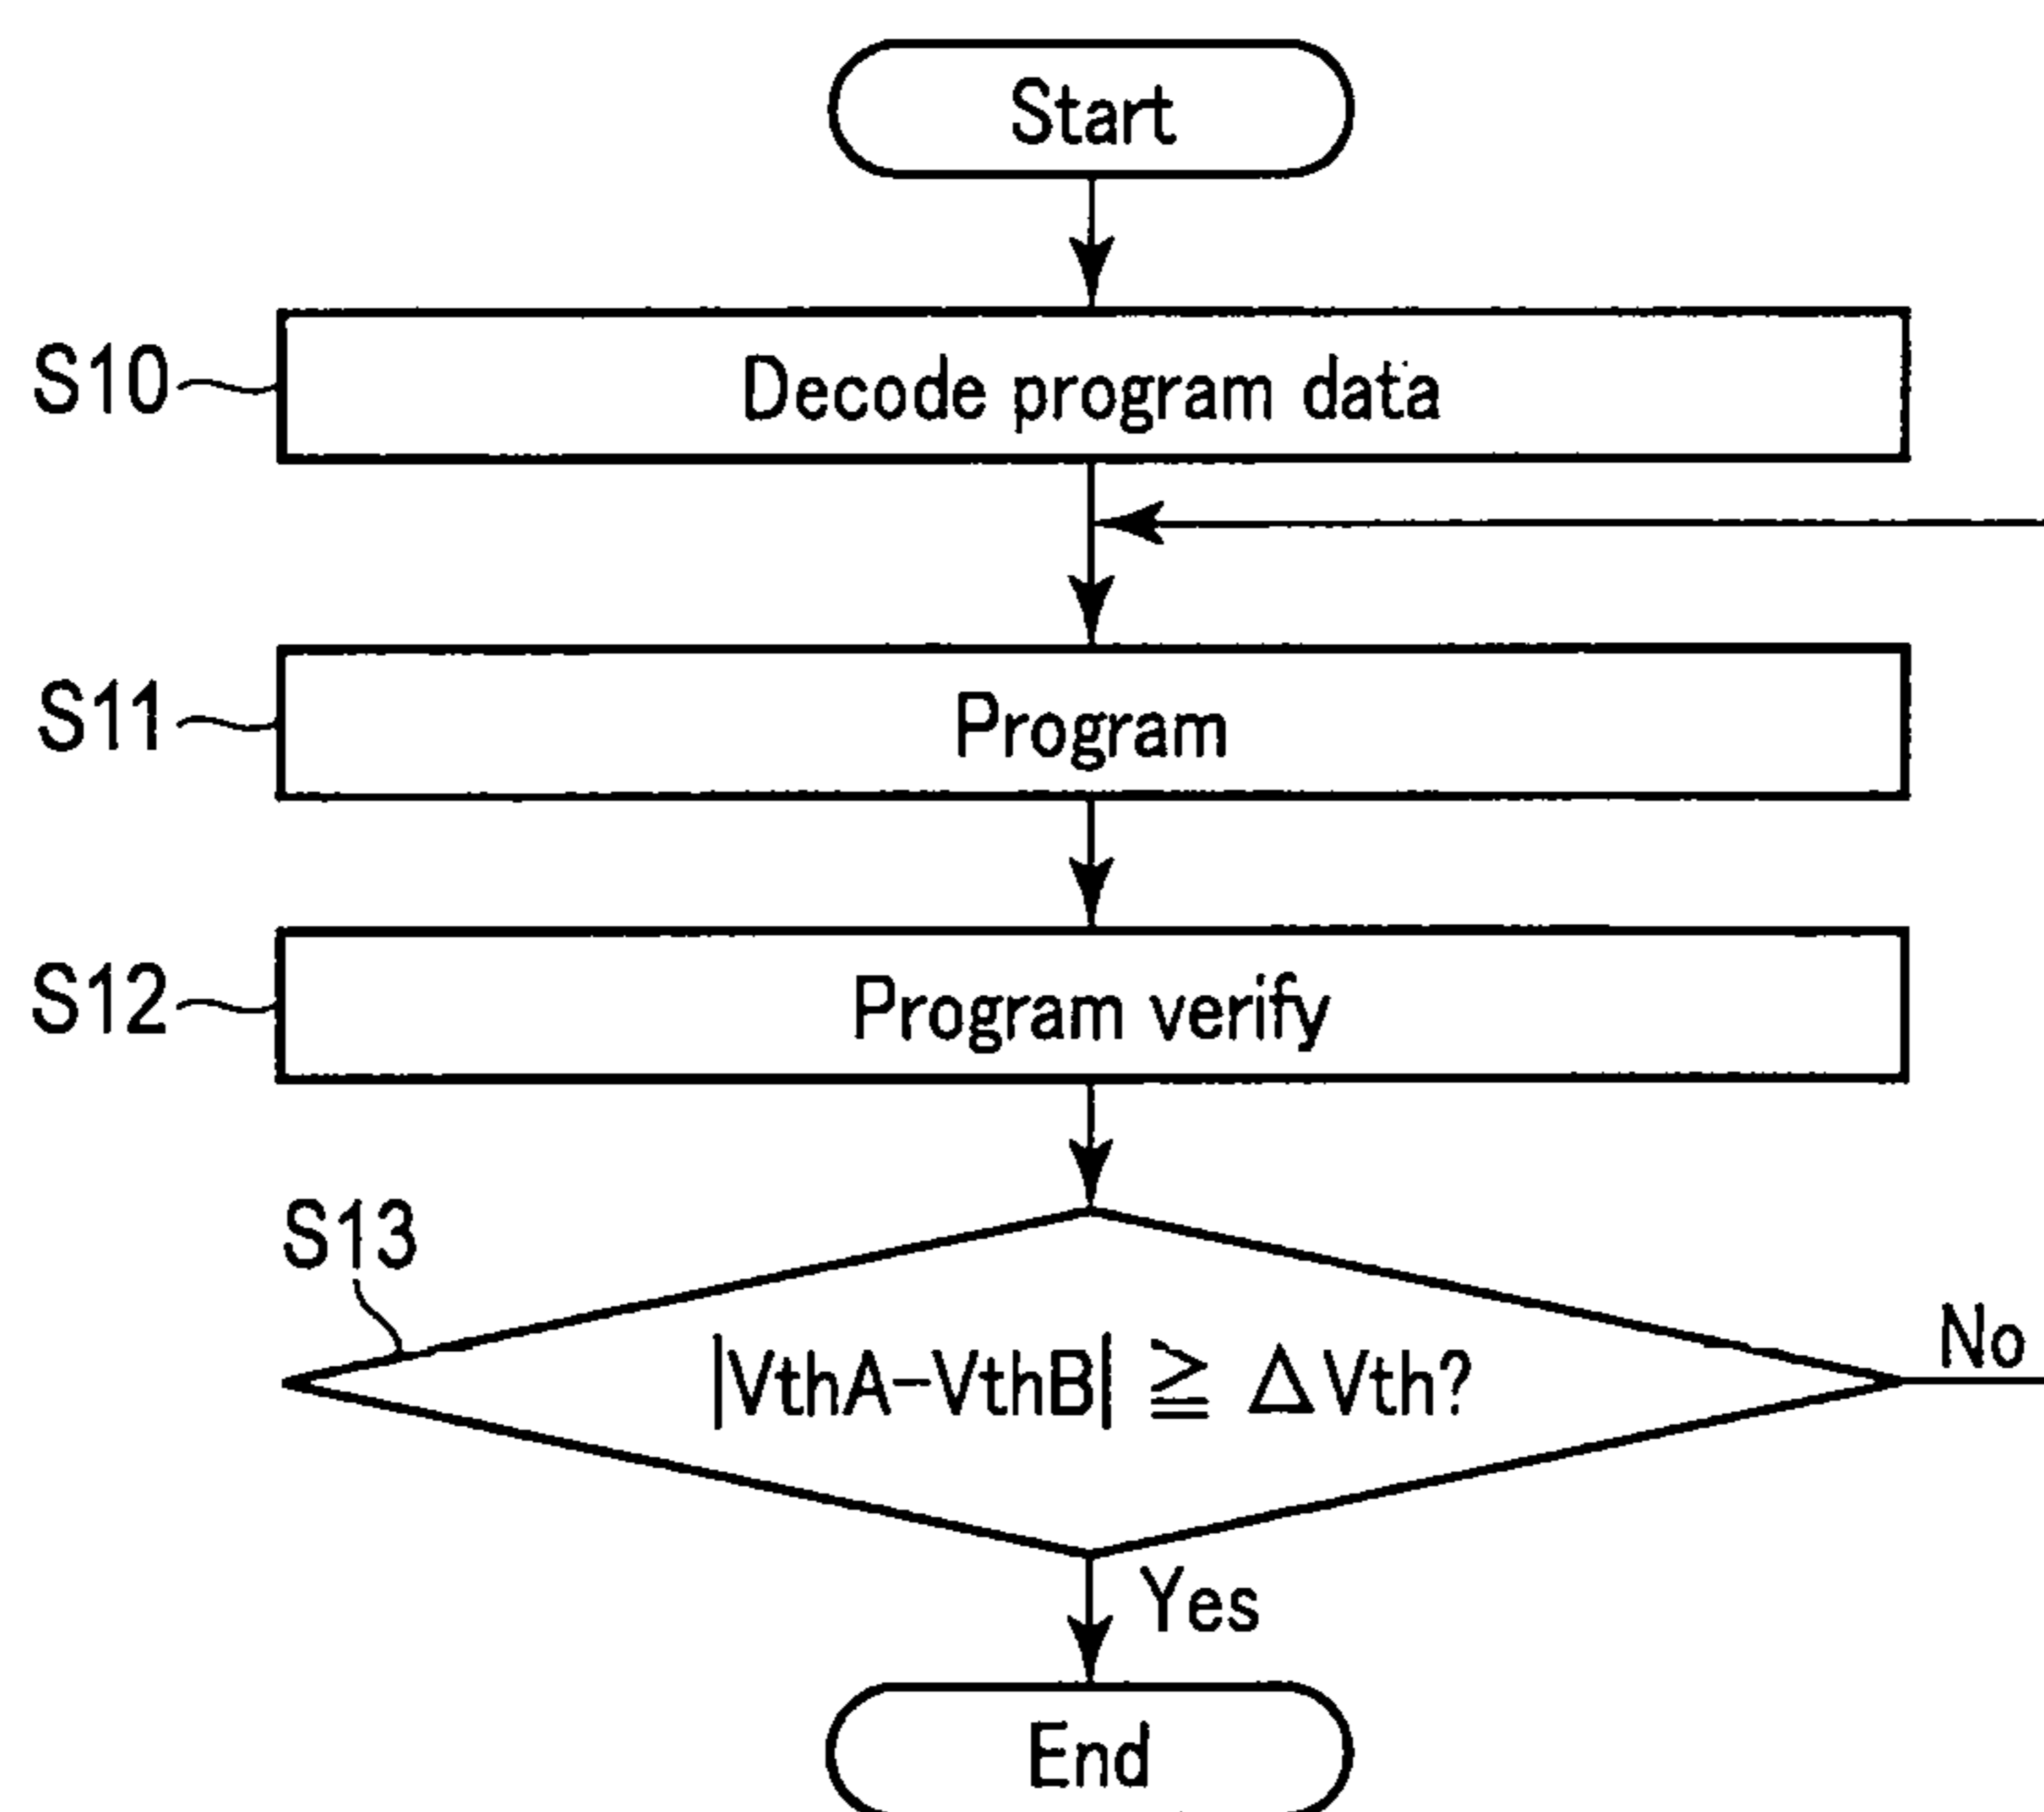 Start
S10
Decode program data
S11
Program
S12
Program verify
S13
|VthA-VthB| ≧ ΔVth?
No
Yes
End